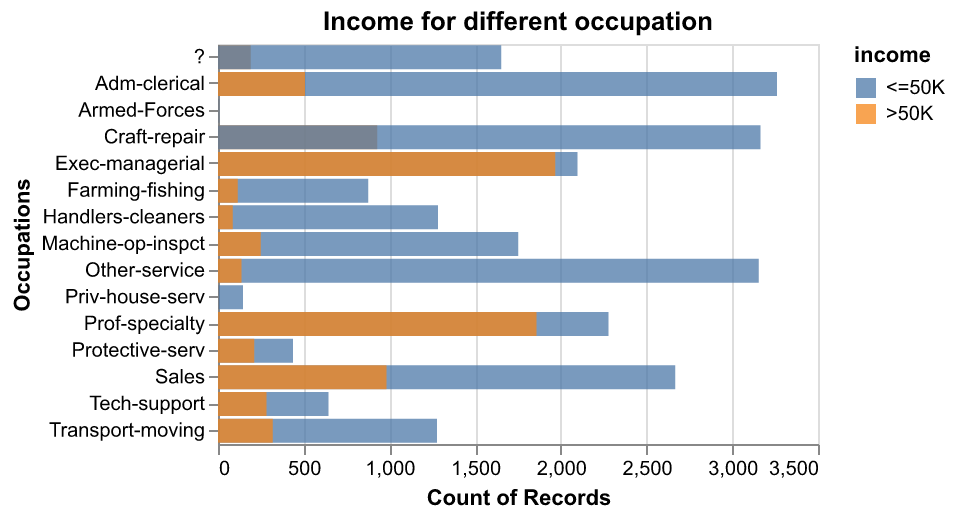 Income for different occupation
Occupations
?
Adm-clerical
Armed-Forces
Craft-repair
Exec-managerial
Farming-fishing
Handlers-cleaners
Machine-op-inspct
Other-service
Priv-house-serv
Prof-specialty
Protective-serv
Sales
Tech-support
Transport-moving
0 500 1,000 1,500 2,000 2,500 3,000 3,500
Count of Records
income
<=50K
>50K